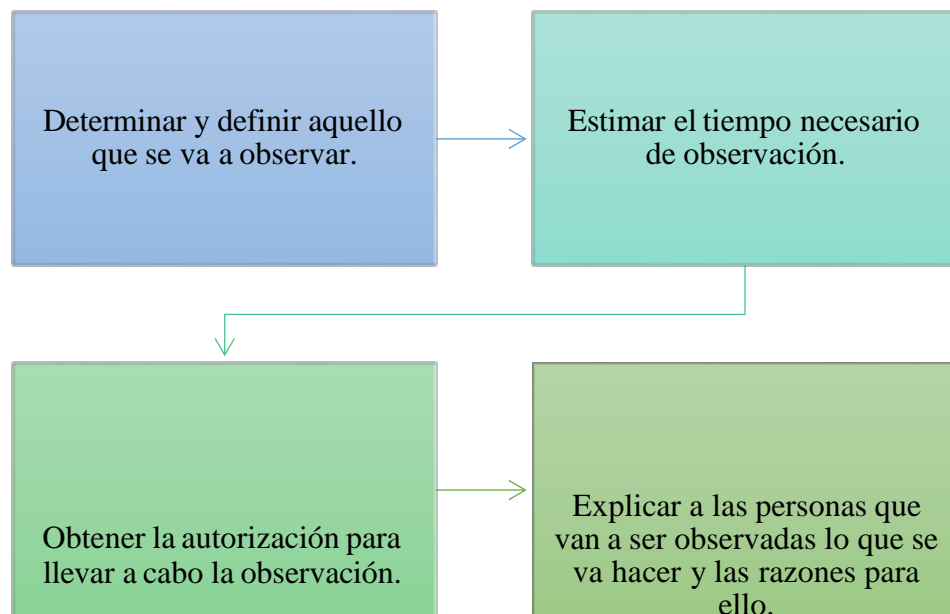 Determinar y definir aquello
que se va a observar.
Estimar el tiempo necesario
de observación.
Obtener la autorización para
llevar a cabo la observación.
Explicar a las personas que
van a ser observadas lo que se
va hacer y las razones para
ello.